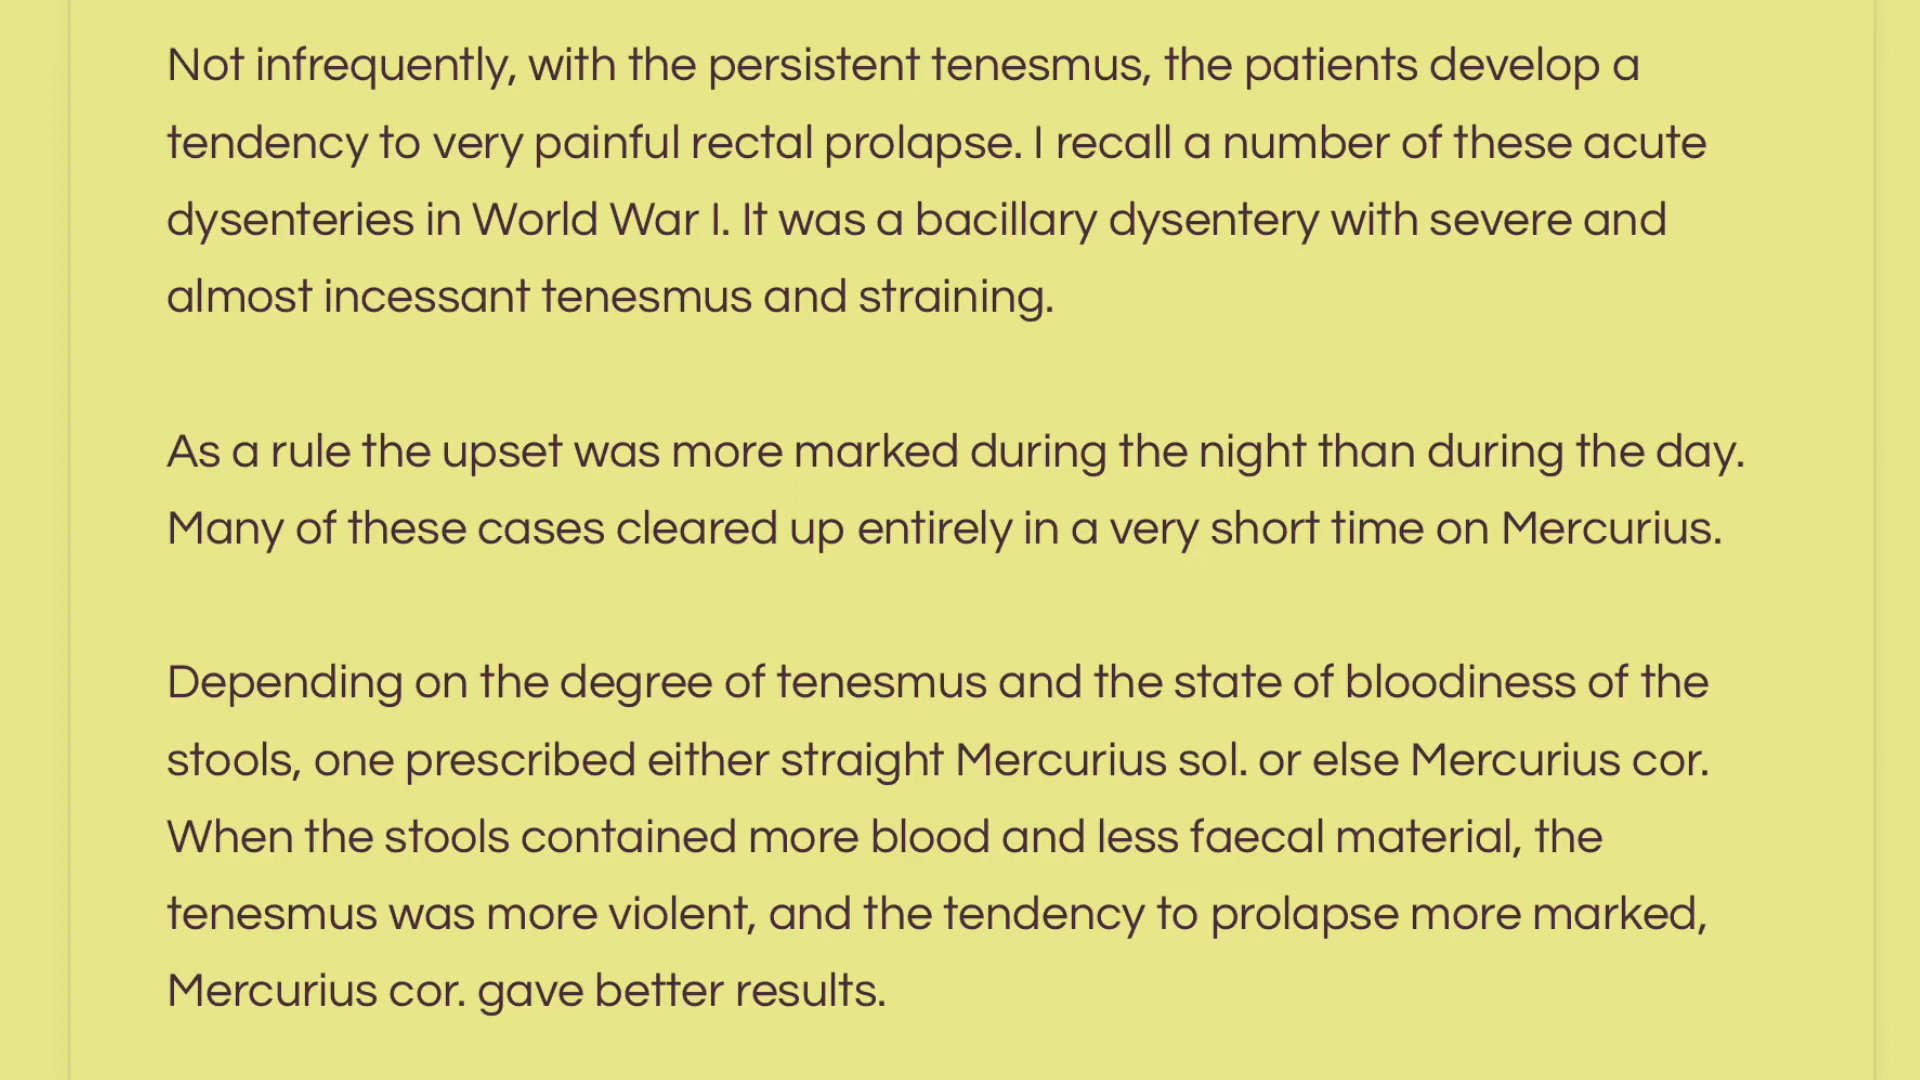 Not infrequently, with the persistent tenesmus, the patients develop a
tendency to very painful rectal prolapse. I recall a number of these acute
dysenteries in World War I. It was a bacillary dysentery with severe and
almost incessant tenesmus and straining.
As a rule the upset was more marked during the night than during the day.
Many of these cases cleared up entirely in a very short time on Mercurius.
Depending on the degree of tenesmus and the state of bloodiness of the
stools, one prescribed either straight Mercurius sol. or else Mercurius cor.
When the stools contained more blood and less faecal material, the
tenesmus was more violent, and the tendency to prolapse more marked,
Mercurius cor. gave better results.